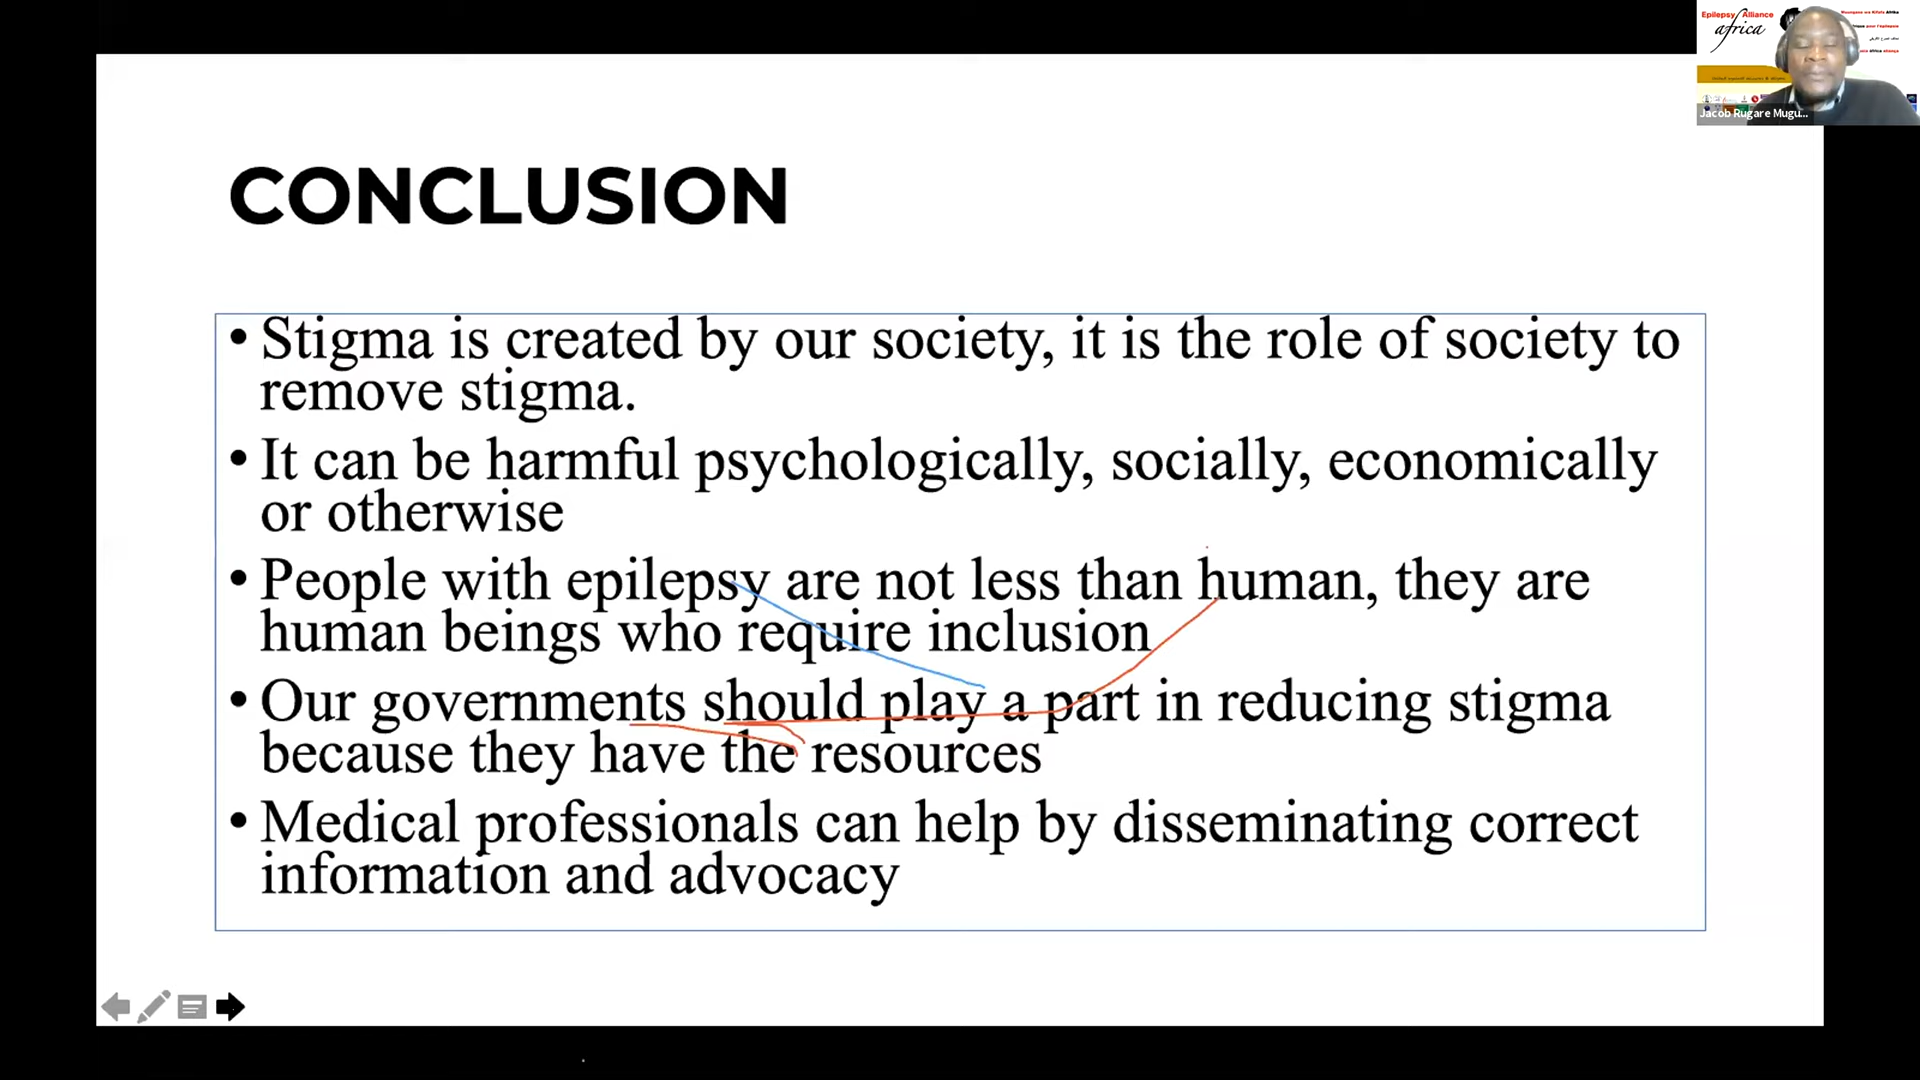 Epilepsy Alliance
africa
CONCLUSION
• Stigma is created by our society, it is the role of society to
remove stigma.
• It can be harmful psychologically, socially, economically
or otherwise
• People with epilepsy are not less than human, they are
human beings who require inclusion
• Our governments should play a part in reducing stigma
because they have the resources
• Medical professionals can help by disseminating correct
information and advocacy
Jacob Rugare Mugu...